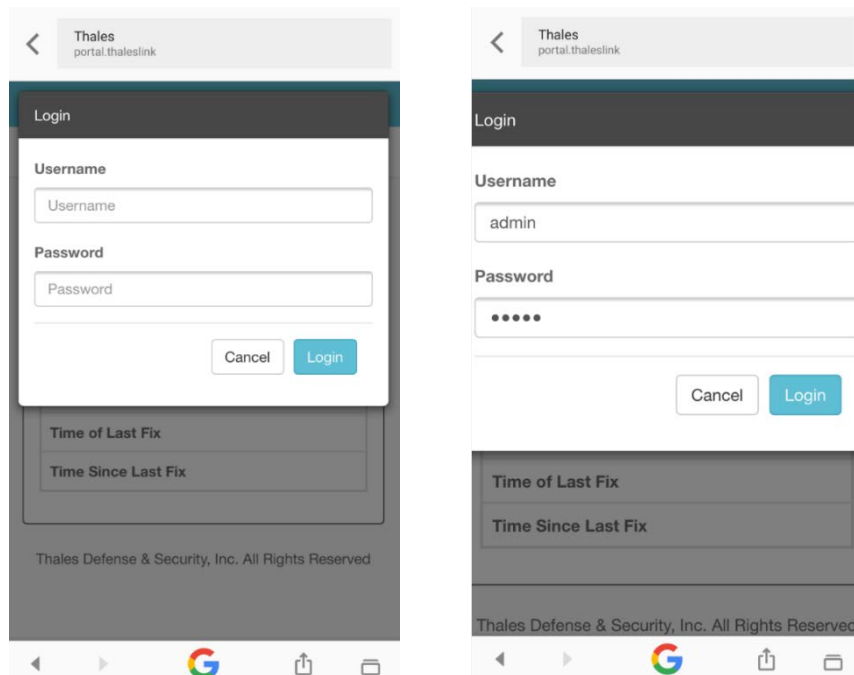 Thales
portal.thaleslink
Login
Username
Username
Password
Password
Cancel Login
Time of Last Fix
Time Since Last Fix
Thales Defense & Security, Inc. All Rights Reserved
Thales
portal.thaleslink
Login
Username
admin
Password
•••••
Cancel Login
Time of Last Fix
Time Since Last Fix
Thales Defense & Security, Inc. All Rights Reserved